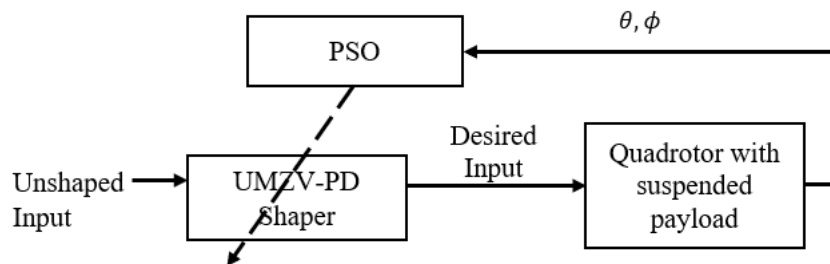 θ, ϕ
PSO
Desired
Input
Unshaped
Input
UMZV-PD
Shaper
Quadrotor with
suspended
payload